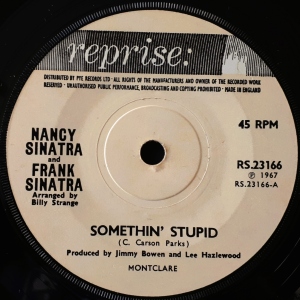 reprise:
DISTRIBUTED BY PYE RECORDS LTD · ALL RIGHTS OF THE MANUFACTURERS AND OWNER OF THE RECORDED WORK
RESERVED · UNAUTHORISED PUBLIC PERFORMANCE, BROADCASTING AND COPYING PROHIBITED · MADE IN ENGLAND
NANCY
SINATRA
and
FRANK
SINATRA
Arranged by
Billy Strange
45 RPM
RS.23166
Ⓟ 1967
RS.23166-A
SOMETHIN' STUPID
(C. Carson Parks)
Produced by Jimmy Bowen and Lee Hazlewood
MONTCLARE